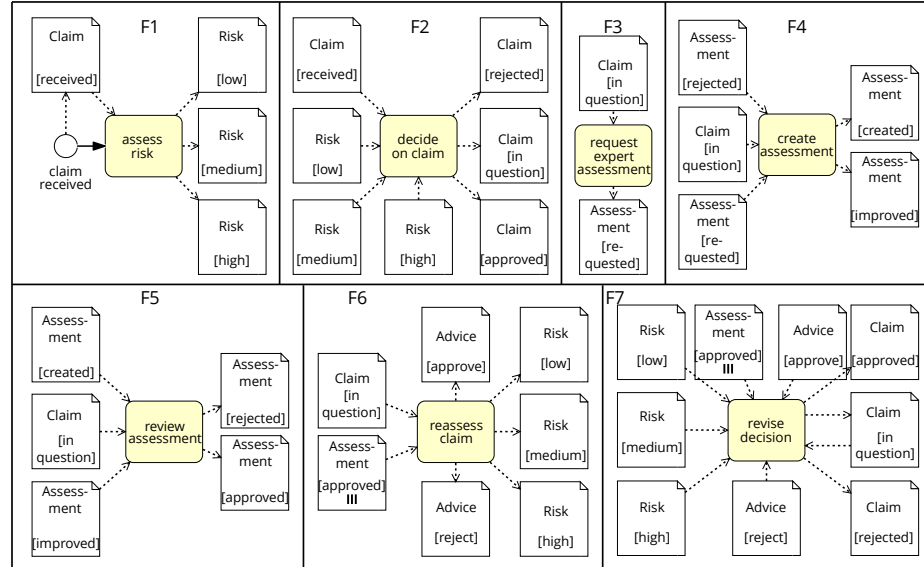 F1
Claim
[received]
claim
received
assess
risk
Risk
[low]
Risk
[medium]
Risk
[high]
F2
Claim
[received]
Risk
[low]
Risk
[medium]
Risk
[high]
decide
on claim
Claim
[rejected]
Claim
[in
question]
Claim
[approved]
F3
Claim
[in
question]
request
expert
assessment
Assess-
ment
[re-
quested]
F4
Assess-
ment
[rejected]
Claim
[in
question]
Assess-
ment
[re-
quested]
create
assessment
Assess-
ment
[created]
Assess-
ment
[improved]
F5
Assess-
ment
[created]
Claim
[in
question]
Assess-
ment
[improved]
review
assessment
Assess-
ment
[rejected]
Assess-
ment
[approved]
F6
Claim
[in
question]
Assess-
ment
[approved]
Advice
[approve]
reassess
claim
Advice
[reject]
Risk
[low]
Risk
[medium]
Risk
[high]
F7
Risk
[low]
Risk
[medium]
Risk
[high]
Assess-
ment
[approved]
Advice
[approve]
revise
decision
Advice
[reject]
Claim
[approved]
Claim
[in
question]
Claim
[rejected]